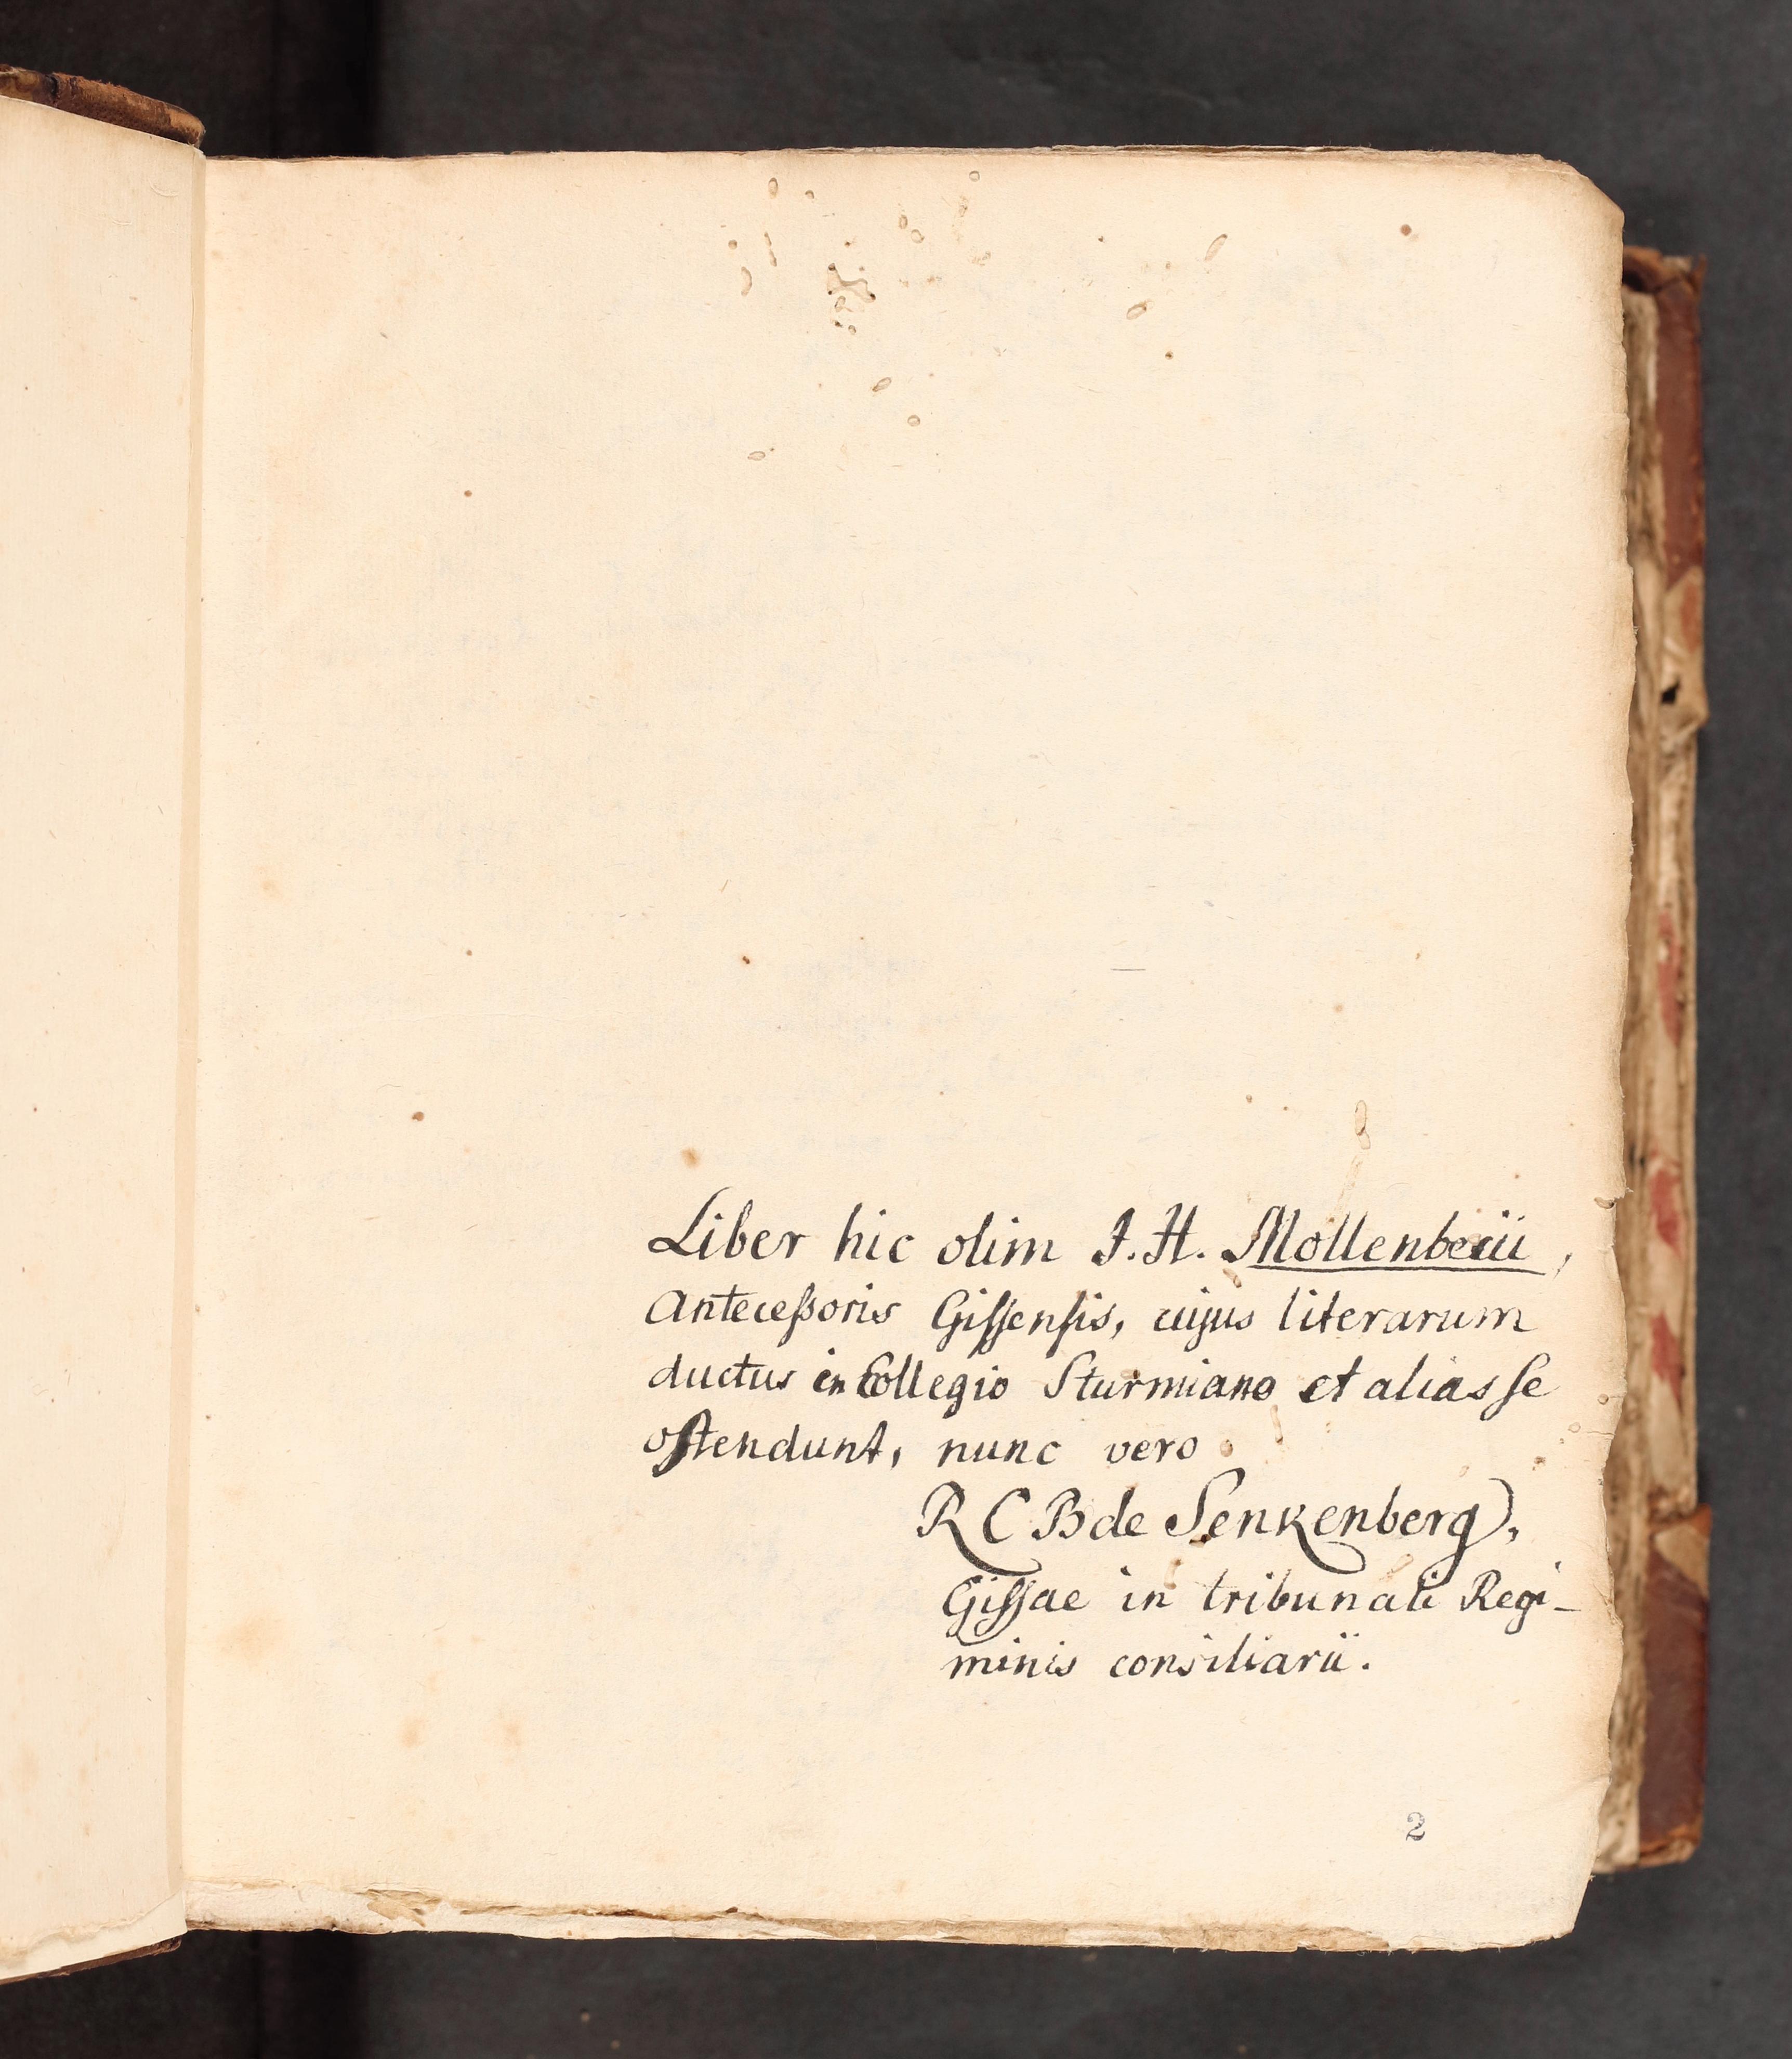 Liber hic olim J. H. Mollenbecii,
Anteceßoris Giſſenſis, cujus literarum
ductus in Collegio Sturmiano et alias ſe
oſtendunt, nunc vero
R C B de Senkenberg,
Giſſae in tribunali Regi-
minis consiliarii.
2